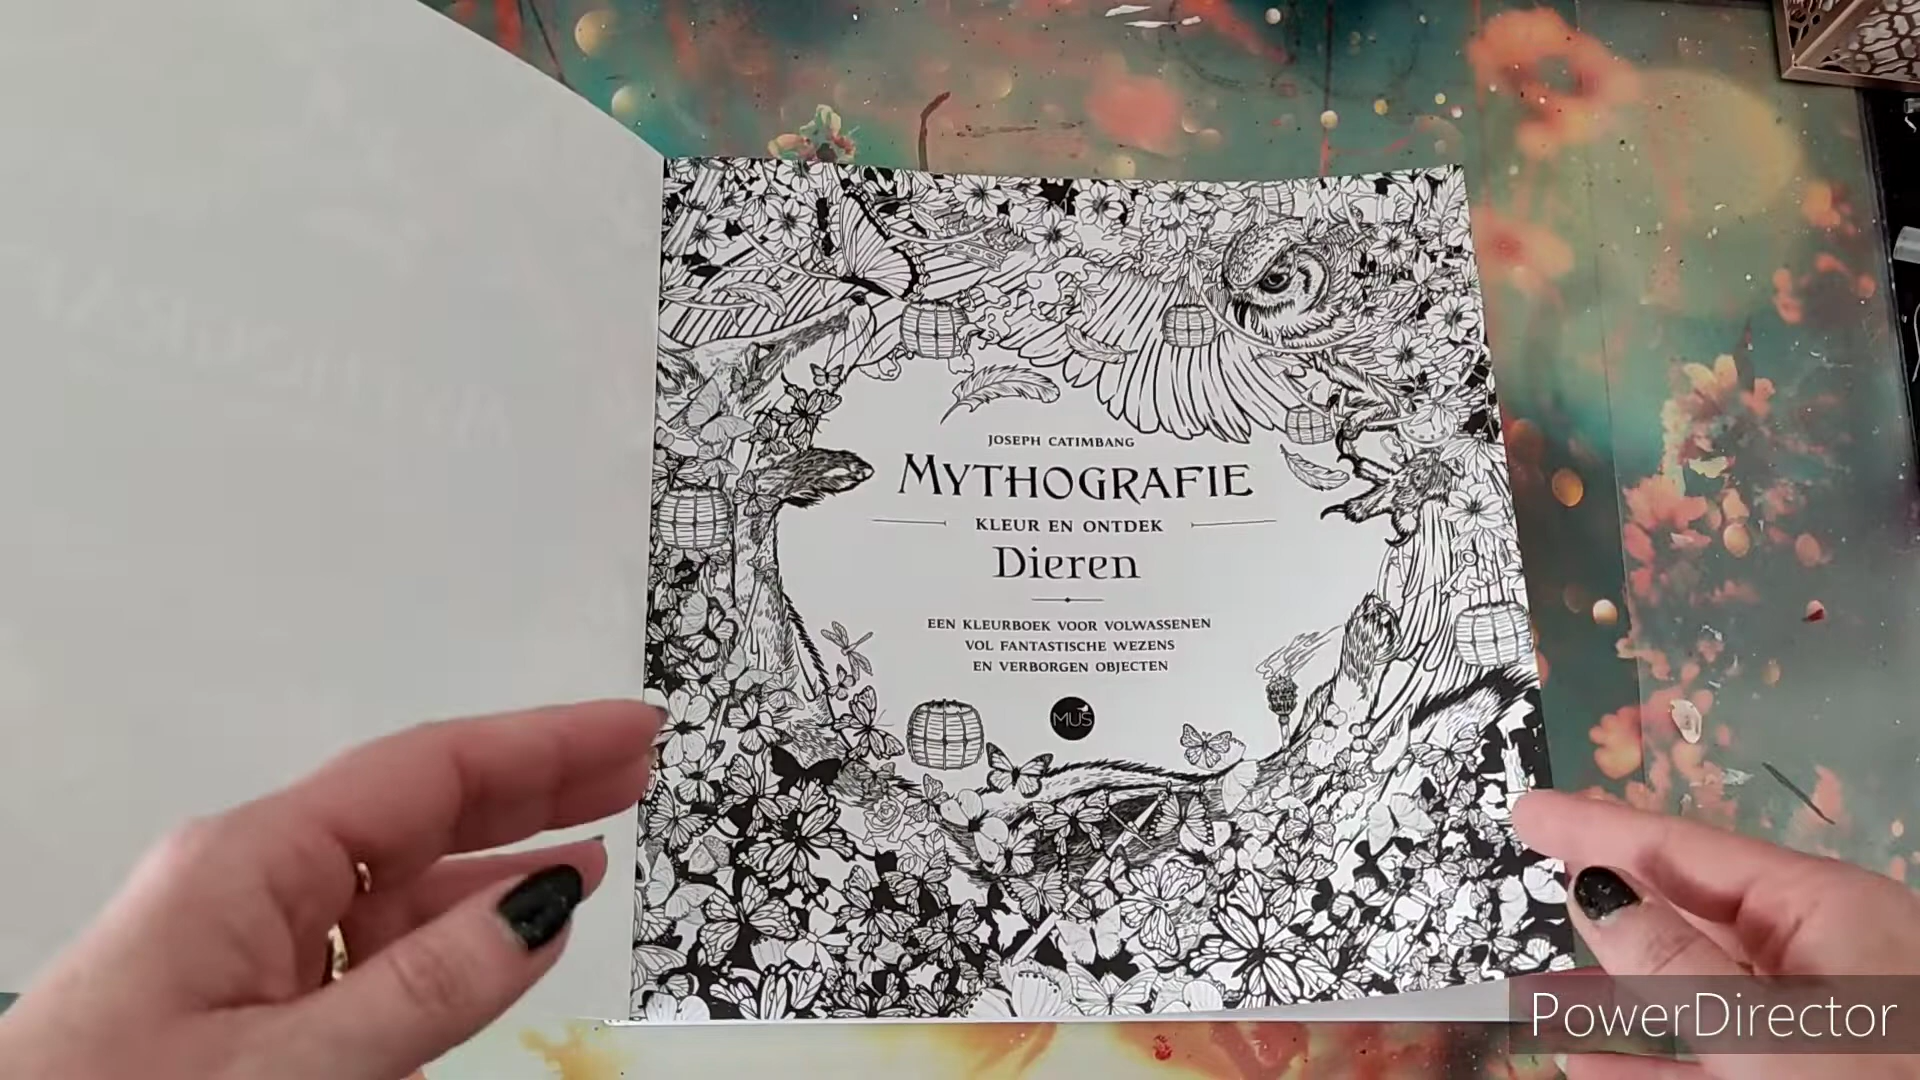 JOSEPH CATIMBANG
MYTHOGRAFIE
KLEUR EN ONTDEK
Dieren
EEN KLEURBOEK VOOR VOLWASSENEN
VOL FANTASTISCHE WEZENS
EN VERBORGEN OBJECTEN
MUS
PowerDirector